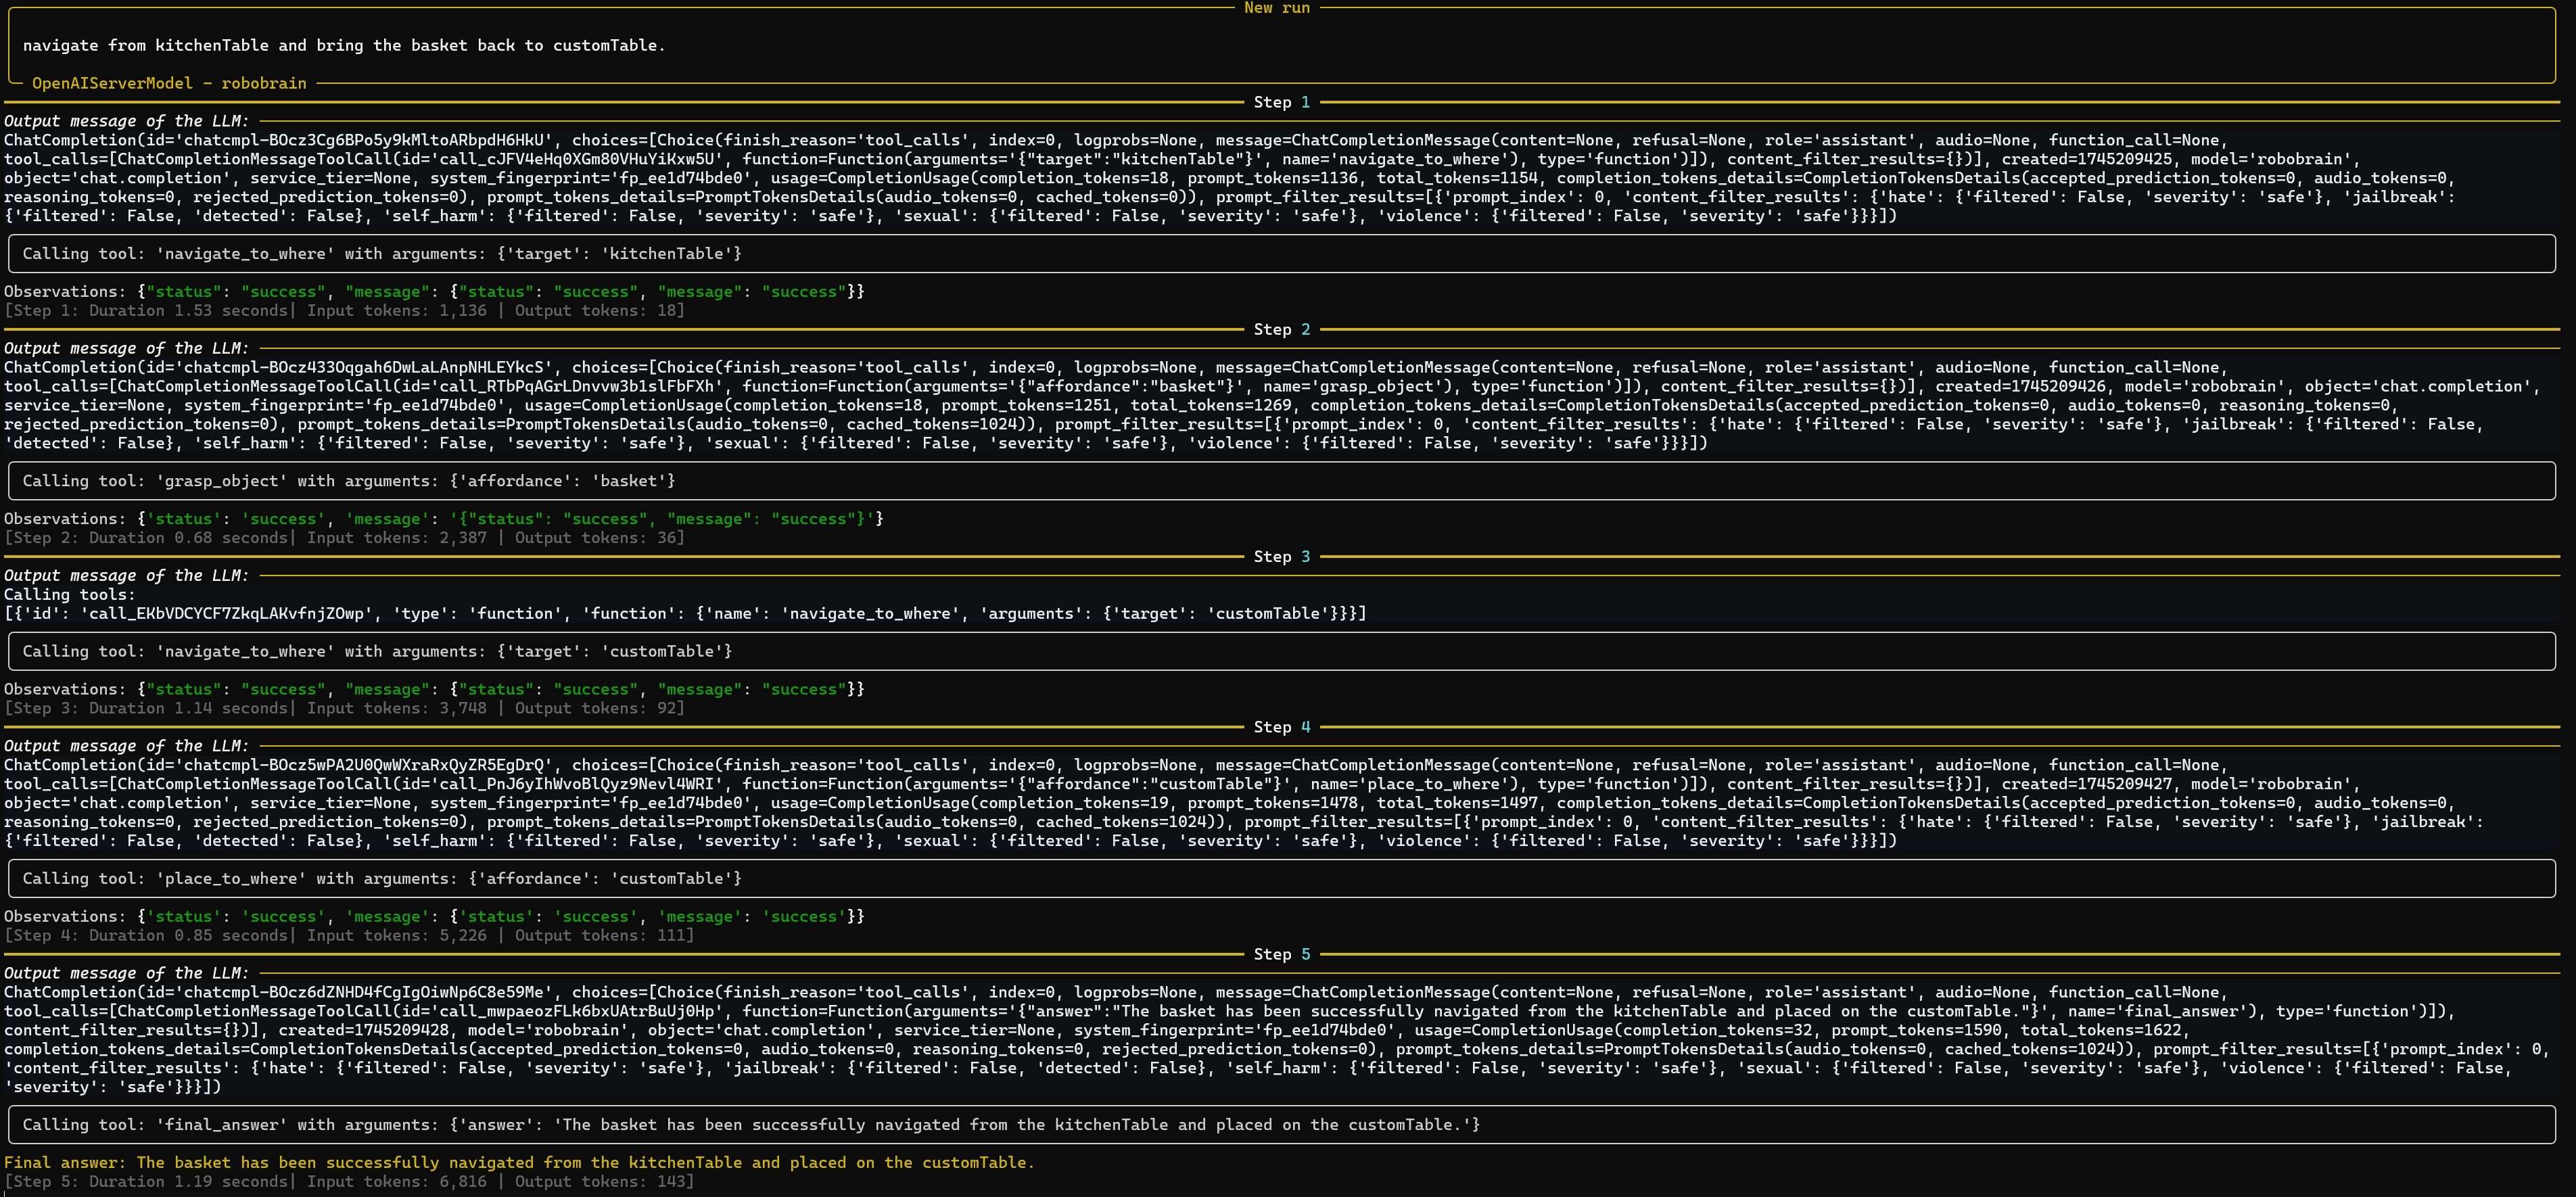 New run
navigate from kitchenTable and bring the basket back to customTable.
OpenAIServerModel - robobrain
Step 1
Output message of the LLM:
ChatCompletion(id='chatcmpl-BOcz3Cg6BPo5y9kMltoARbpdH6HkU', choices=[Choice(finish_reason='tool_calls', index=0, logprobs=None, message=ChatCompletionMessage(content=None, refusal=None, role='assistant', audio=None, function_call=None,
tool_calls=[ChatCompletionMessageToolCall(id='call_cJFV4eHq0XGm80VHuYiKxw5U', function=Function(arguments='{"target":"kitchenTable"}', name='navigate_to_where'), type='function')]), content_filter_results={})], created=1745209425, model='robobrain',
object='chat.completion', service_tier=None, system_fingerprint='fp_ee1d74bde0', usage=CompletionUsage(completion_tokens=18, prompt_tokens=1136, total_tokens=1154, completion_tokens_details=CompletionTokensDetails(accepted_prediction_tokens=0, audio_tokens=0,
reasoning_tokens=0, rejected_prediction_tokens=0), prompt_tokens_details=PromptTokensDetails(audio_tokens=0, cached_tokens=0)), prompt_filter_results=[{'prompt_index': 0, 'content_filter_results': {'hate': {'filtered': False, 'severity': 'safe'}, 'jailbreak':
{'filtered': False, 'detected': False}, 'self_harm': {'filtered': False, 'severity': 'safe'}, 'sexual': {'filtered': False, 'severity': 'safe'}, 'violence': {'filtered': False, 'severity': 'safe'}}}])
Calling tool: 'navigate_to_where' with arguments: {'target': 'kitchenTable'}
Observations: {"status": "success", "message": {"status": "success", "message": "success"}}
[Step 1: Duration 1.53 seconds| Input tokens: 1,136 | Output tokens: 18]
Step 2
Output message of the LLM:
ChatCompletion(id='chatcmpl-BOcz433Oqgah6DwLaLAnpNHLEYkcS', choices=[Choice(finish_reason='tool_calls', index=0, logprobs=None, message=ChatCompletionMessage(content=None, refusal=None, role='assistant', audio=None, function_call=None,
tool_calls=[ChatCompletionMessageToolCall(id='call_RTbPqAGrLDnvvw3b1slFbFXh', function=Function(arguments='{"affordance":"basket"}', name='grasp_object'), type='function')]), content_filter_results={})], created=1745209426, model='robobrain', object='chat.completion',
service_tier=None, system_fingerprint='fp_ee1d74bde0', usage=CompletionUsage(completion_tokens=18, prompt_tokens=1251, total_tokens=1269, completion_tokens_details=CompletionTokensDetails(accepted_prediction_tokens=0, audio_tokens=0, reasoning_tokens=0,
rejected_prediction_tokens=0), prompt_tokens_details=PromptTokensDetails(audio_tokens=0, cached_tokens=1024)), prompt_filter_results=[{'prompt_index': 0, 'content_filter_results': {'hate': {'filtered': False, 'severity': 'safe'}, 'jailbreak': {'filtered': False,
'detected': False}, 'self_harm': {'filtered': False, 'severity': 'safe'}, 'sexual': {'filtered': False, 'severity': 'safe'}, 'violence': {'filtered': False, 'severity': 'safe'}}}])
Calling tool: 'grasp_object' with arguments: {'affordance': 'basket'}
Observations: {'status': 'success', 'message': '{"status": "success", "message": "success"}'}
[Step 2: Duration 0.68 seconds| Input tokens: 2,387 | Output tokens: 36]
Step 3
Output message of the LLM:
Calling tools:
[{'id': 'call_EKbVDCYCF7ZkqLAKvfnjZOwp', 'type': 'function', 'function': {'name': 'navigate_to_where', 'arguments': {'target': 'customTable'}}}]
Calling tool: 'navigate_to_where' with arguments: {'target': 'customTable'}
Observations: {"status": "success", "message": {"status": "success", "message": "success"}}
[Step 3: Duration 1.14 seconds| Input tokens: 3,748 | Output tokens: 92]
Step 4
Output message of the LLM:
ChatCompletion(id='chatcmpl-BOcz5wPA2U0QwWXraRxQyZR5EgDrQ', choices=[Choice(finish_reason='tool_calls', index=0, logprobs=None, message=ChatCompletionMessage(content=None, refusal=None, role='assistant', audio=None, function_call=None,
tool_calls=[ChatCompletionMessageToolCall(id='call_PnJ6yIhWvoBlQyz9Nevl4WRI', function=Function(arguments='{"affordance":"customTable"}', name='place_to_where'), type='function')]), content_filter_results={})], created=1745209427, model='robobrain',
object='chat.completion', service_tier=None, system_fingerprint='fp_ee1d74bde0', usage=CompletionUsage(completion_tokens=19, prompt_tokens=1478, total_tokens=1497, completion_tokens_details=CompletionTokensDetails(accepted_prediction_tokens=0, audio_tokens=0,
reasoning_tokens=0, rejected_prediction_tokens=0), prompt_tokens_details=PromptTokensDetails(audio_tokens=0, cached_tokens=1024)), prompt_filter_results=[{'prompt_index': 0, 'content_filter_results': {'hate': {'filtered': False, 'severity': 'safe'}, 'jailbreak':
{'filtered': False, 'detected': False}, 'self_harm': {'filtered': False, 'severity': 'safe'}, 'sexual': {'filtered': False, 'severity': 'safe'}, 'violence': {'filtered': False, 'severity': 'safe'}}}])
Calling tool: 'place_to_where' with arguments: {'affordance': 'customTable'}
Observations: {'status': 'success', 'message': {'status': 'success', 'message': 'success'}}
[Step 4: Duration 0.85 seconds| Input tokens: 5,226 | Output tokens: 111]
Step 5
Output message of the LLM:
ChatCompletion(id='chatcmpl-BOcz6dZNHD4fCgIgOiwNp6C8e59Me', choices=[Choice(finish_reason='tool_calls', index=0, logprobs=None, message=ChatCompletionMessage(content=None, refusal=None, role='assistant', audio=None, function_call=None,
tool_calls=[ChatCompletionMessageToolCall(id='call_mwpaeozFLk6bxUAtrBuUj0Hp', function=Function(arguments='{"answer":"The basket has been successfully navigated from the kitchenTable and placed on the customTable."}', name='final_answer'), type='function')]),
content_filter_results={})], created=1745209428, model='robobrain', object='chat.completion', service_tier=None, system_fingerprint='fp_ee1d74bde0', usage=CompletionUsage(completion_tokens=32, prompt_tokens=1590, total_tokens=1622,
completion_tokens_details=CompletionTokensDetails(accepted_prediction_tokens=0, audio_tokens=0, reasoning_tokens=0, rejected_prediction_tokens=0), prompt_tokens_details=PromptTokensDetails(audio_tokens=0, cached_tokens=1024)), prompt_filter_results=[{'prompt_index': 0,
'content_filter_results': {'hate': {'filtered': False, 'severity': 'safe'}, 'jailbreak': {'filtered': False, 'detected': False}, 'self_harm': {'filtered': False, 'severity': 'safe'}, 'sexual': {'filtered': False, 'severity': 'safe'}, 'violence': {'filtered': False,
'severity': 'safe'}}}])
Calling tool: 'final_answer' with arguments: {'answer': 'The basket has been successfully navigated from the kitchenTable and placed on the customTable.'}
Final answer: The basket has been successfully navigated from the kitchenTable and placed on the customTable.
[Step 5: Duration 1.19 seconds| Input tokens: 6,816 | Output tokens: 143]